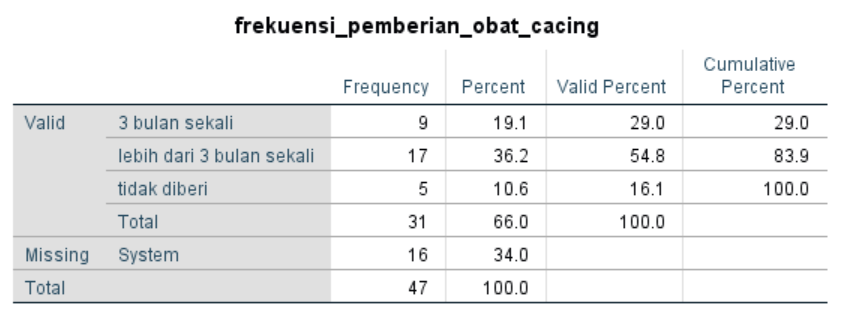 frekuensi_pemberian_obat_cacing
Frequency Percent Valid Percent Cumulative Percent
Valid 3 bulan sekali 9 19.1 29.0 29.0
lebih dari 3 bulan sekali 17 36.2 54.8 83.9
tidak diberi 5 10.6 16.1 100.0
Total 31 66.0 100.0
Missing System 16 34.0
Total 47 100.0